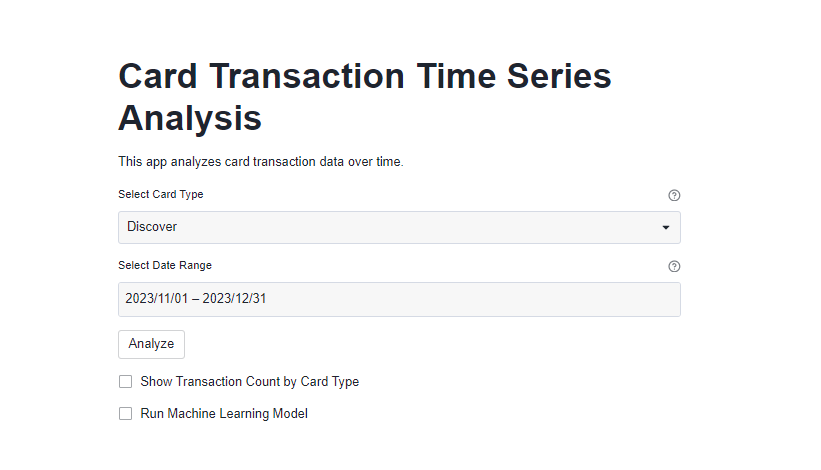 Card Transaction Time Series
Analysis
This app analyzes card transaction data over time.
Select Card Type
Discover
Select Date Range
2023/11/01 – 2023/12/31
Analyze
Show Transaction Count by Card Type
Run Machine Learning Model